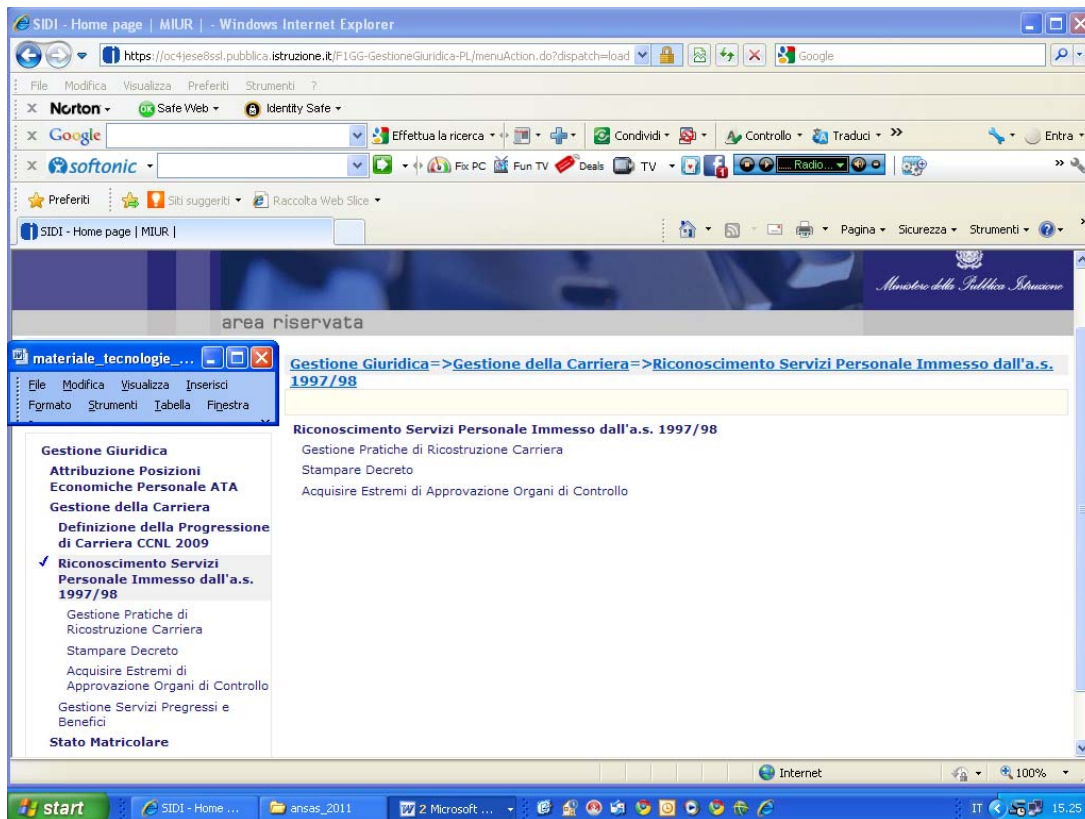 SIDI - Home page | MIUR | - Windows Internet Explorer
https://oc4jese8ssl.pubblica.istruzione.it/F1GG-GestioneGiuridica-PL/menuAction.do?dispatch=load
Google
File Modifica Visualizza Preferiti Strumenti ?
x Norton OK Safe Web Identity Safe
x Google Effettua la ricerca Condividi Controllo Traduci » Entra
x softonic Fix PC Fun TV Deals TV Radio... »
Preferiti Siti suggeriti Raccolta Web Slice
SIDI - Home page | MIUR | Pagina Sicurezza Strumenti »
Ministero della Pubblica Istruzione
area riservata
materiale_tecnologie_...
File Modifica Visualizza Inserisci
Formato Strumenti Tabella Finestra
Gestione Giuridica=>Gestione della Carriera=>Riconoscimento Servizi Personale Immesso dall'a.s.
1997/98
Gestione Giuridica
Attribuzione Posizioni
Economiche Personale ATA
Gestione della Carriera
Definizione della Progressione
di Carriera CCNL 2009
Riconoscimento Servizi
Personale Immesso dall'a.s.
1997/98
Gestione Pratiche di
Ricostruzione Carriera
Stampare Decreto
Acquisire Estremi di
Approvazione Organi di Controllo
Gestione Servizi Pregressi e
Benefici
Stato Matricolare
Riconoscimento Servizi Personale Immesso dall'a.s. 1997/98
Gestione Pratiche di Ricostruzione Carriera
Stampare Decreto
Acquisire Estremi di Approvazione Organi di Controllo
Internet 100%
start SIDI - Home ... ansas_2011 2 Microsoft ... IT 15.25